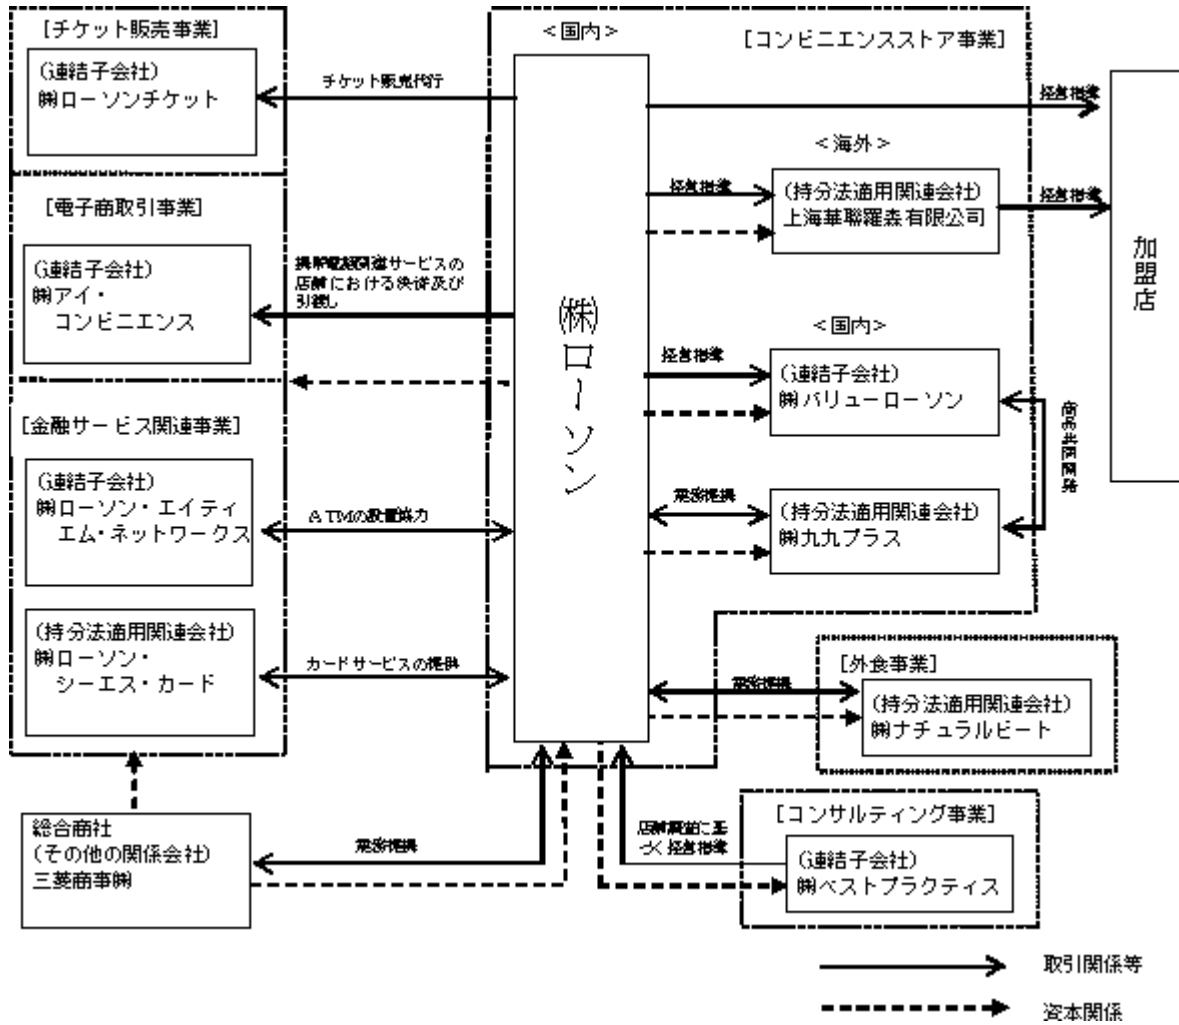 [チケット販売事業]
(連結子会社)
㈱ローソンチケット
チケット販売代行
[電子商取引事業]
(連結子会社)
㈱アイ・
コンビニエンス
携帯電話関連サービスの
店舗における決済及び
引渡し
[金融サービス関連事業]
(連結子会社)
㈱ローソン・エイティ
エム・ネットワークス
ATMの設置協力
(持分法適用関連会社)
㈱ローソン・
シーエス・カード
カードサービスの提供
総合商社
(その他の関係会社)
三菱商事㈱
業務提携
<国内>
[コンビニエンスストア事業]
㈱ローソン
経営指導
<海外>
経営指導
(持分法適用関連会社)
上海華聯羅森有限公司
経営指導
加盟店
<国内>
経営指導
(連結子会社)
㈱バリューローソン
商品共同開発
業務提携
(持分法適用関連会社)
㈱九九プラス
[外食事業]
業務提携
(持分法適用関連会社)
㈱ナチュラルビート
[コンサルティング事業]
店舗調査に基
づく経営指導
(連結子会社)
㈱ベストプラクティス
取引関係等
資本関係